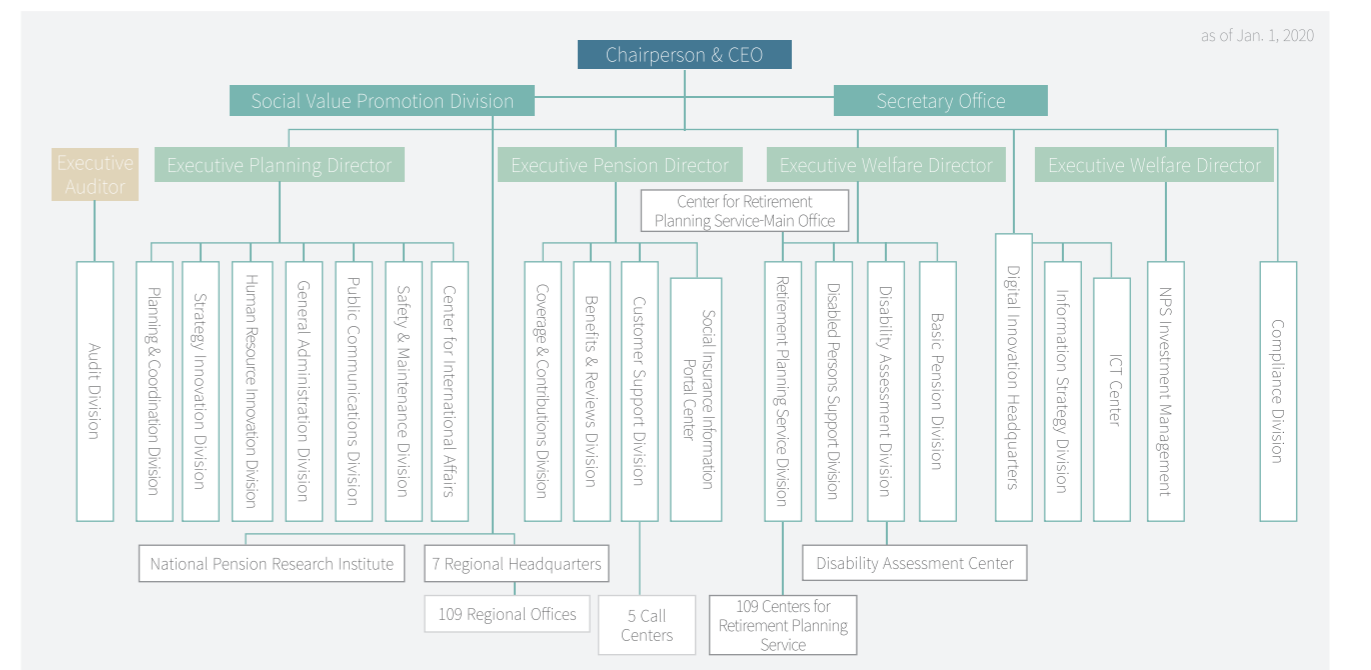 as of Jan. 1, 2020
Chairperson & CEO
Social Value Promotion Division
Secretary Office
Executive
Auditor
Executive Planning Director
Executive Pension Director
Executive Welfare Director
Executive Welfare Director
Center for Retirement
Planning Service-Main Office
Audit Division
Planning & Coordination Division
Strategy Innovation Division
Human Resource Innovation Division
General Administration Division
Public Communications Division
Safety & Maintenance Division
Center for International Affairs
Coverage & Contributions Division
Benefits & Reviews Division
Customer Support Division
Social Insurance Information
Portal Center
Retirement Planning Service Division
Disabled Persons Support Division
Disability Assessment Division
Basic Pension Division
Digital Innovation Headquarters
Information Strategy Division
ICT Center
NPS Investment Management
Compliance Division
National Pension Research Institute
7 Regional Headquarters
Disability Assessment Center
109 Regional Offices
5 Call
Centers
109 Centers for
Retirement Planning
Service